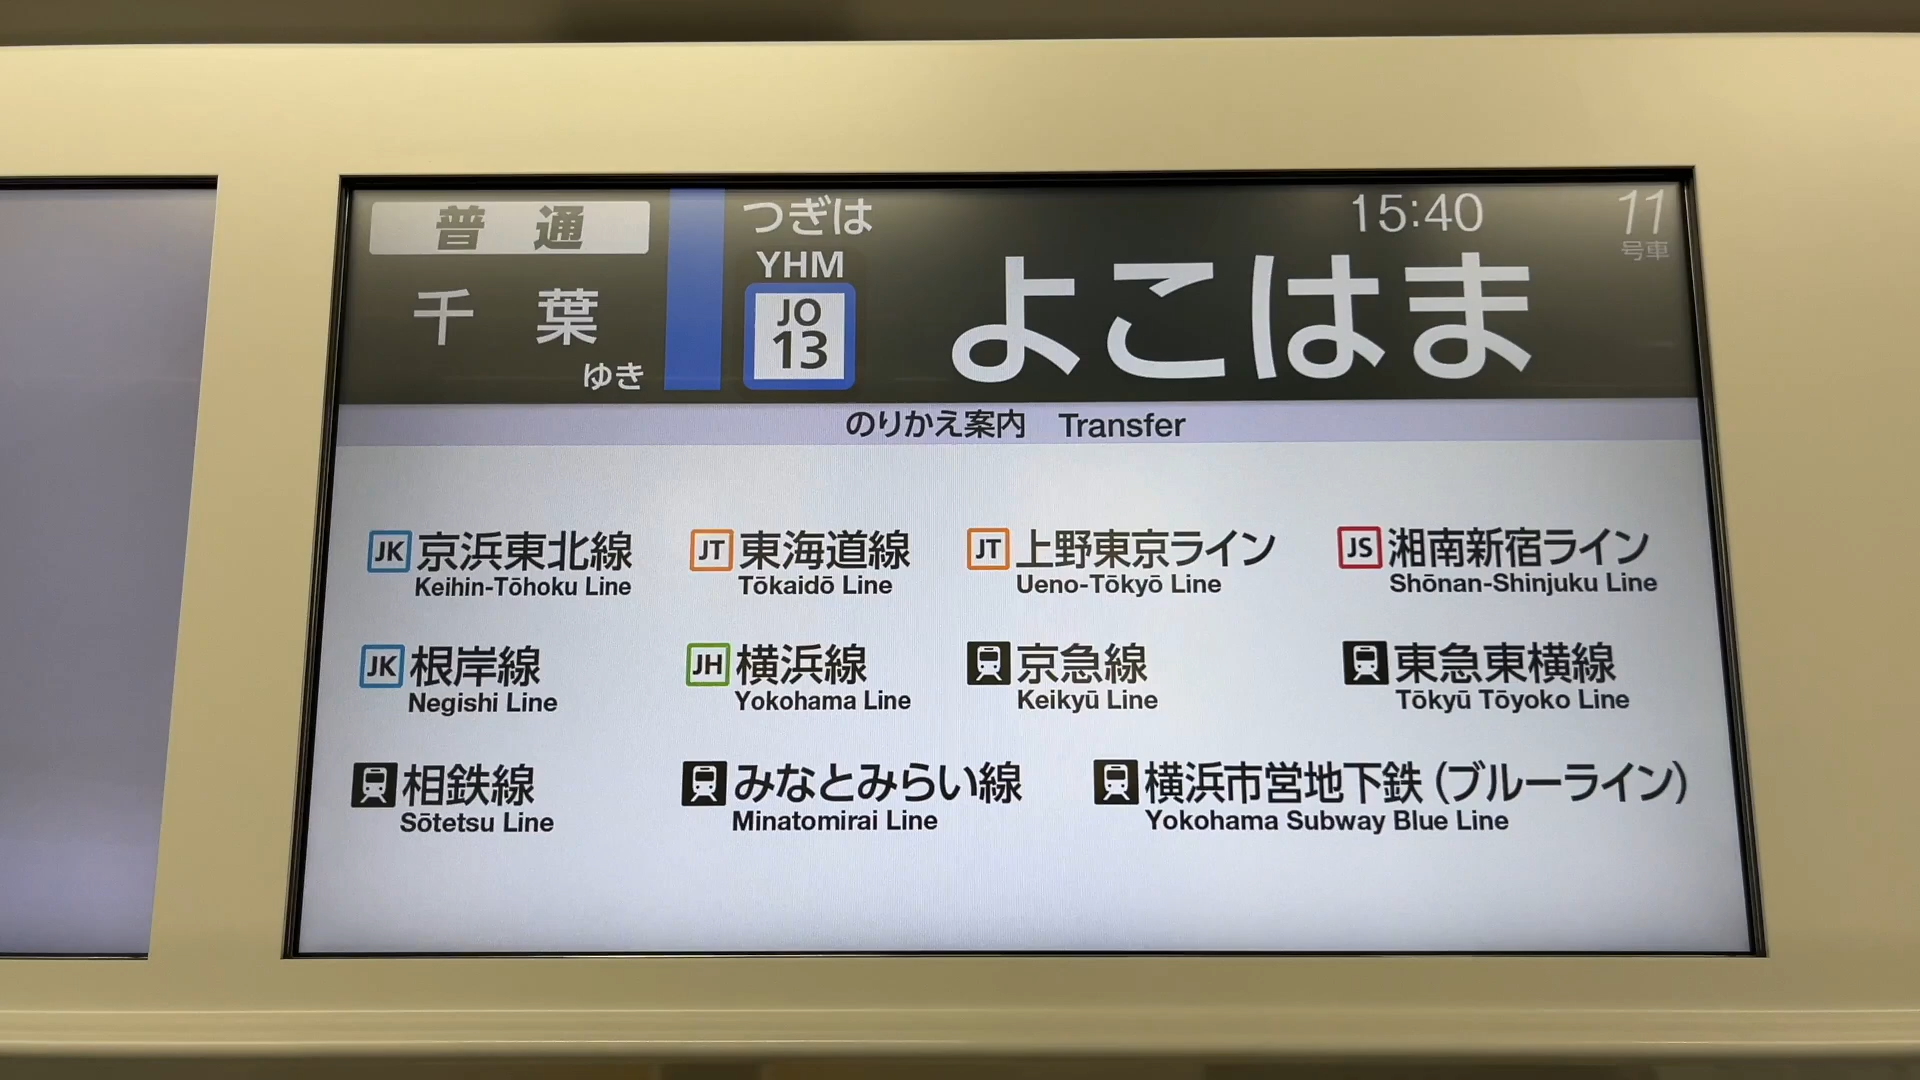 普通
千葉
ゆき
つぎは
YHM
JO
13
よこはま
15:40
11
号車
のりかえ案内 Transfer
JK 京浜東北線
Keihin-Tōhoku Line
JT 東海道線
Tōkaidō Line
JT 上野東京ライン
Ueno-Tōkyō Line
JS 湘南新宿ライン
Shōnan-Shinjuku Line
JK 根岸線
Negishi Line
JH 横浜線
Yokohama Line
京急線
Keikyū Line
東急東横線
Tōkyū Tōyoko Line
相鉄線
Sōtetsu Line
みなとみらい線
Minatomirai Line
横浜市営地下鉄(ブルーライン)
Yokohama Subway Blue Line